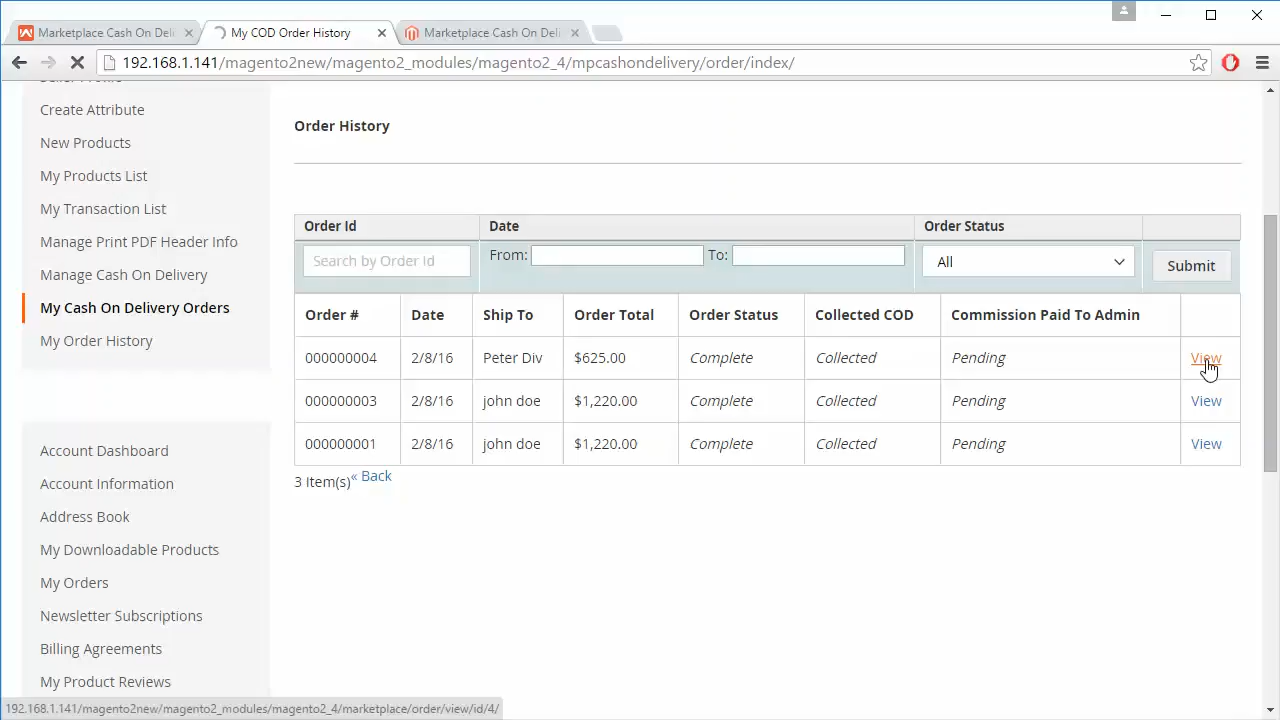 Marketplace Cash On Deli
My COD Order History
Marketplace Cash On Deli
192.168.1.141/magento2new/magento2_modules/magento2_4/mpcashondelivery/order/index/
Create Attribute
New Products
My Products List
My Transaction List
Manage Print PDF Header Info
Manage Cash On Delivery
My Cash On Delivery Orders
My Order History
Account Dashboard
Account Information
Address Book
My Downloadable Products
My Orders
Newsletter Subscriptions
Billing Agreements
My Product Reviews
Order History
Order Id Date Order Status
Search by Order Id From: To: All Submit
Order # Date Ship To Order Total Order Status Collected COD Commission Paid To Admin
000000004 2/8/16 Peter Div $625.00 Complete Collected Pending View
000000003 2/8/16 john doe $1,220.00 Complete Collected Pending View
000000001 2/8/16 john doe $1,220.00 Complete Collected Pending View
3 Item(s)« Back
192.168.1.141/magento2new/magento2_modules/magento2_4/marketplace/order/view/id/4/